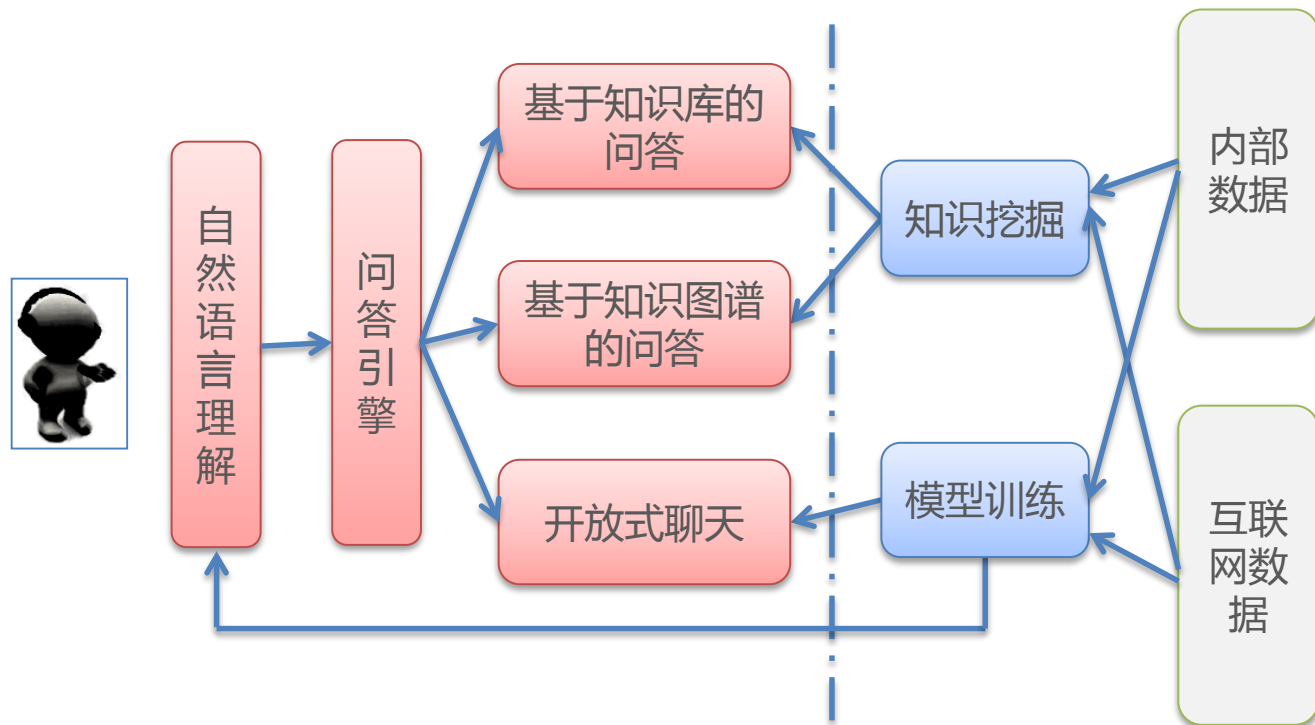 自然语言理解
问答引擎
基于知识库的
问答
基于知识图谱
的问答
开放式聊天
知识挖掘
模型训练
内部
数据
互联
网数
据